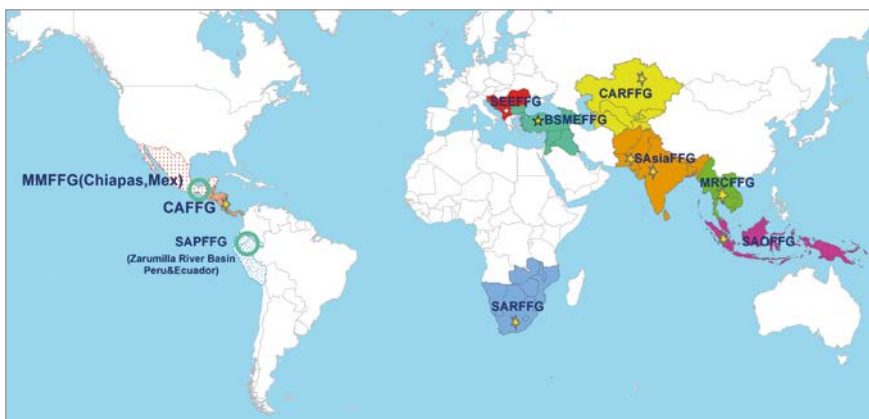 SEEFFG
BSMEFFG
CARFFG
SAsiaFFG
MRCFFG
SAOFFG
MMFFG(Chiapas,Mex)
CAFFG
SAPFFG
(Zarumilla River Basin
Peru&Ecuador)
SARFFG